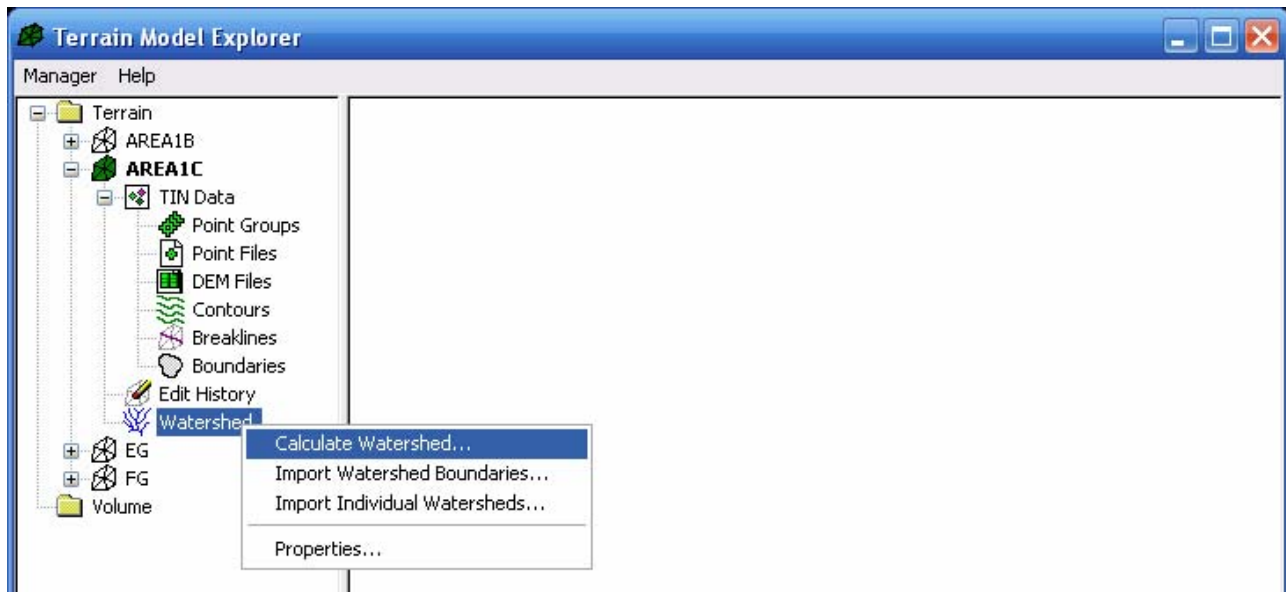 Terrain Model Explorer
Manager Help
Terrain
AREA1B
AREA1C
TIN Data
Point Groups
Point Files
DEM Files
Contours
Breaklines
Boundaries
Edit History
Watershed
Calculate Watershed...
EG
Import Watershed Boundaries...
FG
Import Individual Watersheds...
Volume
Properties...